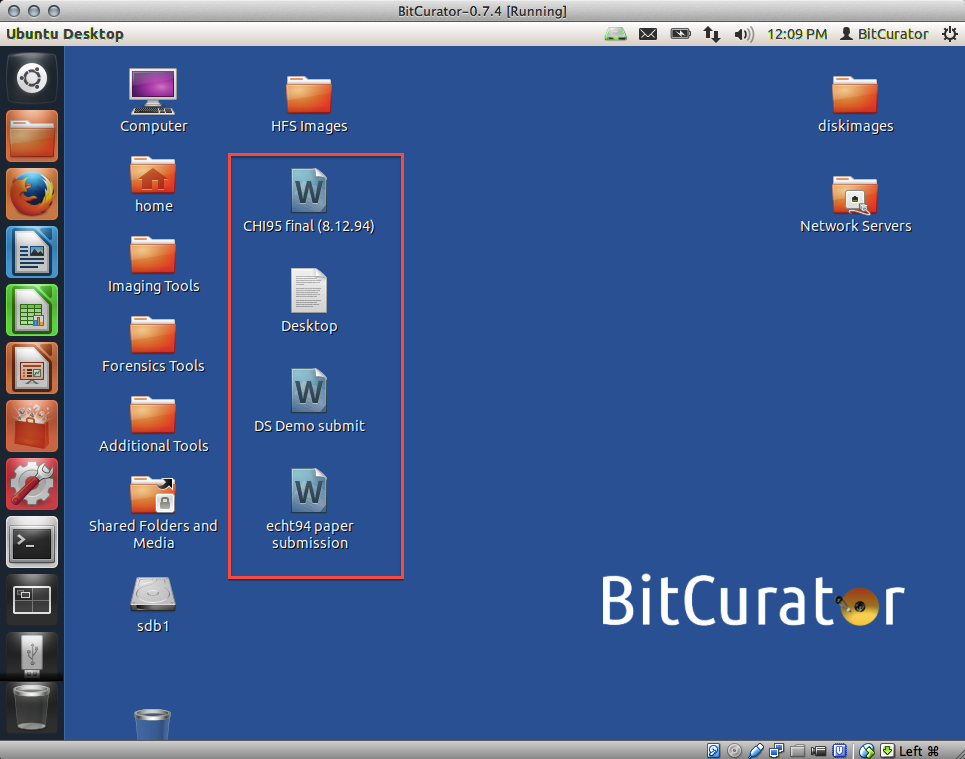 BitCurator-0.7.4 [Running]
Ubuntu Desktop
12:09 PM
BitCurator
Computer
HFS Images
diskimages
home
CHI95 final (8.12.94)
Network Servers
Imaging Tools
Desktop
Forensics Tools
DS Demo submit
Additional Tools
Shared Folders and
Media
echt94 paper
submission
sdb1
BitCurator
Left ⌘